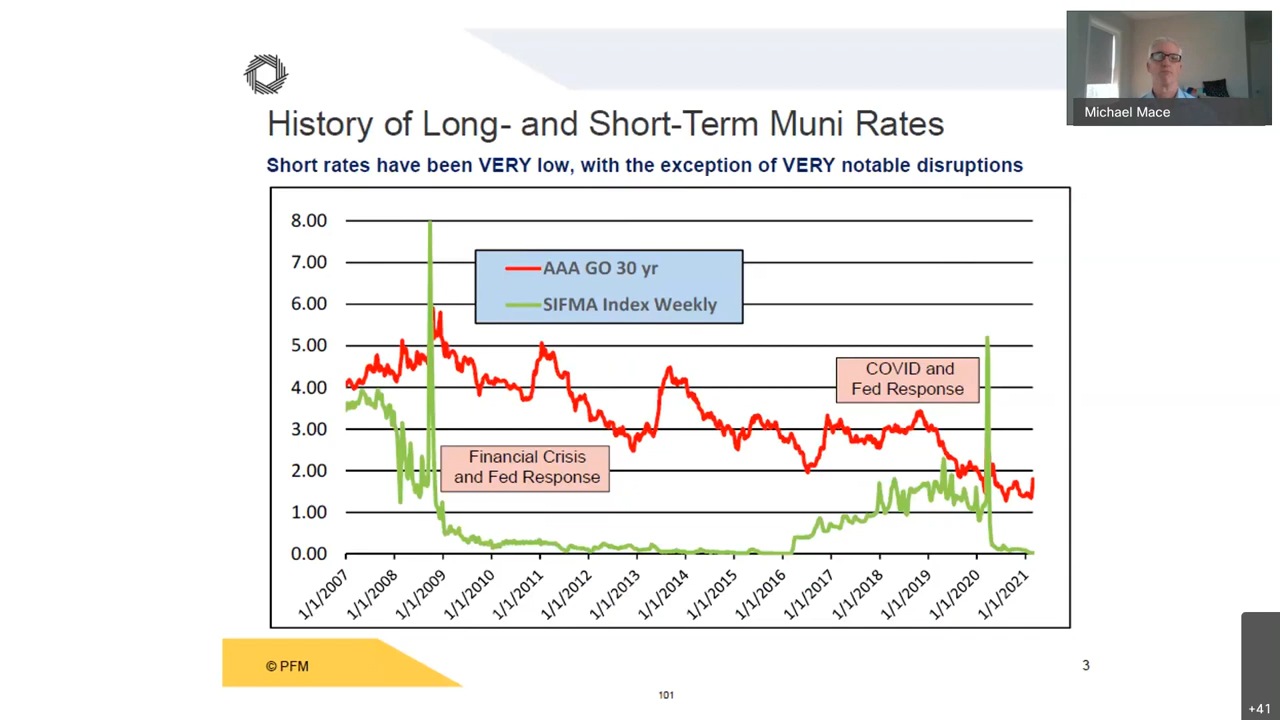 Michael Mace
History of Long- and Short-Term Muni Rates
Short rates have been VERY low, with the exception of VERY notable disruptions
8.00
7.00
6.00
5.00
4.00
3.00
2.00
1.00
0.00
AAA GO 30 yr
SIFMA Index Weekly
COVID and
Fed Response
Financial Crisis
and Fed Response
1/1/2007
1/1/2008
1/1/2009
1/1/2010
1/1/2011
1/1/2012
1/1/2013
1/1/2014
1/1/2015
1/1/2016
1/1/2017
1/1/2018
1/1/2019
1/1/2020
1/1/2021
© PFM
3
101
+41